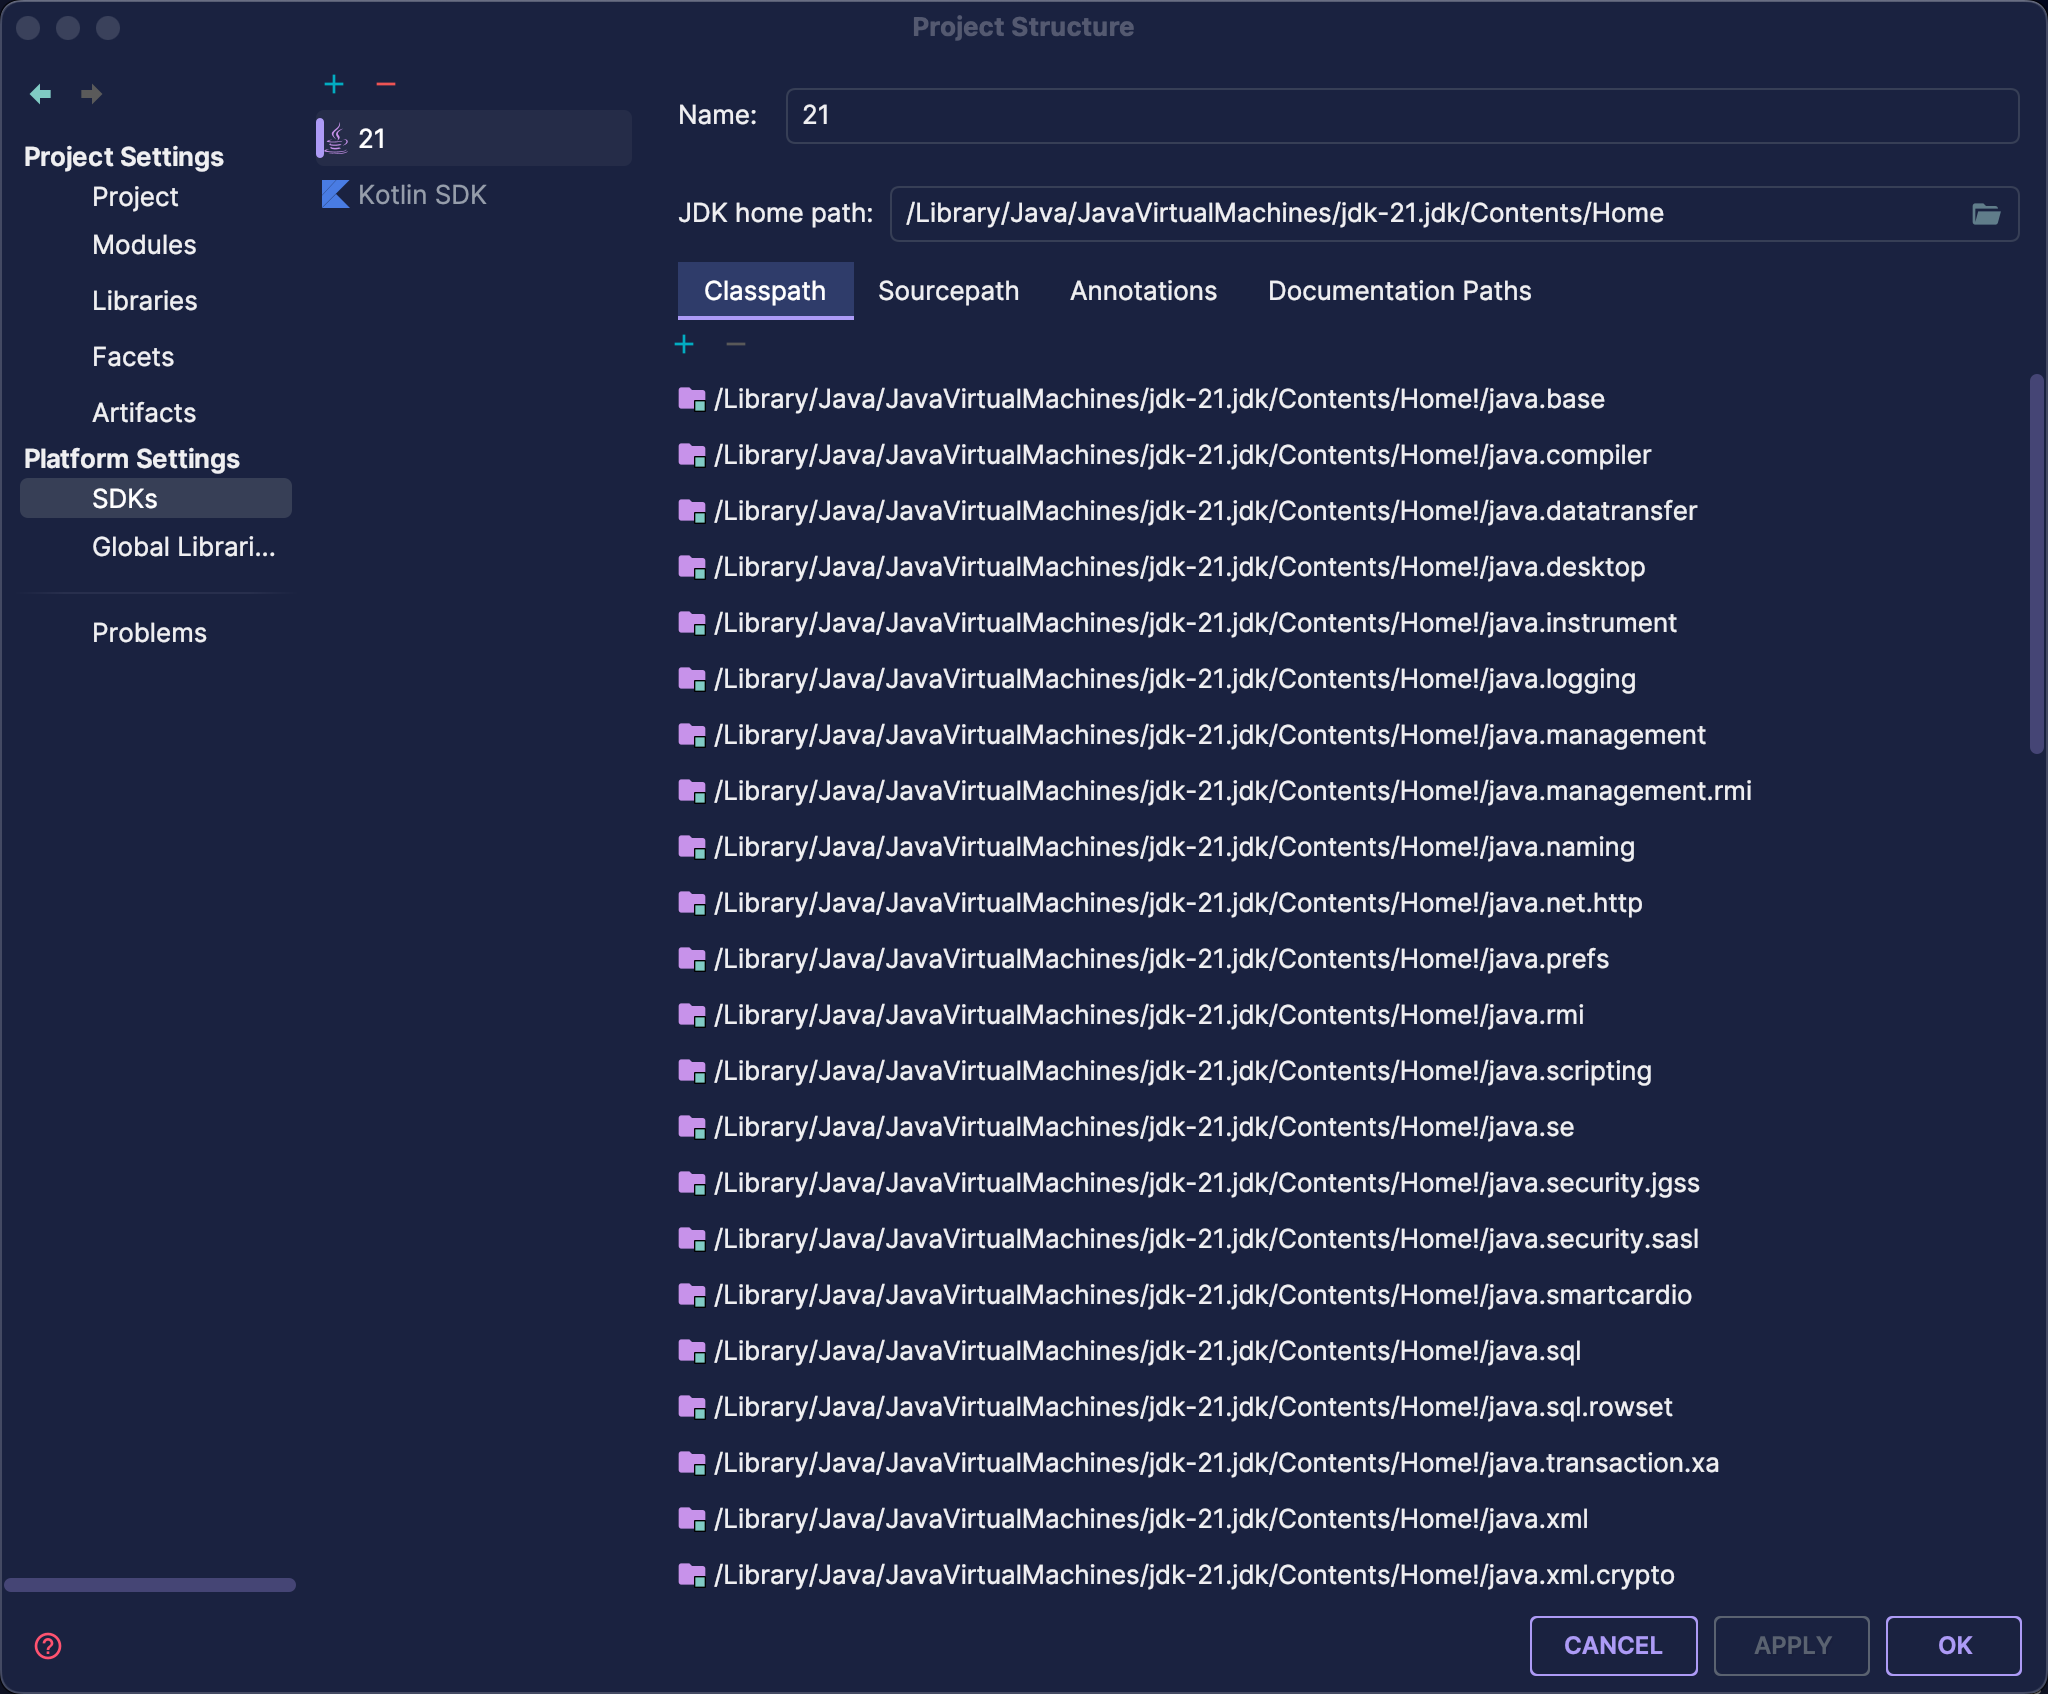 Project Structure
Project Settings
Project
Modules
Libraries
Facets
Artifacts
Platform Settings
SDKs
Global Librari...
Problems
21
Kotlin SDK
Name: 21
JDK home path: /Library/Java/JavaVirtualMachines/jdk-21.jdk/Contents/Home
Classpath Sourcepath Annotations Documentation Paths
/Library/Java/JavaVirtualMachines/jdk-21.jdk/Contents/Home!/java.base
/Library/Java/JavaVirtualMachines/jdk-21.jdk/Contents/Home!/java.compiler
/Library/Java/JavaVirtualMachines/jdk-21.jdk/Contents/Home!/java.datatransfer
/Library/Java/JavaVirtualMachines/jdk-21.jdk/Contents/Home!/java.desktop
/Library/Java/JavaVirtualMachines/jdk-21.jdk/Contents/Home!/java.instrument
/Library/Java/JavaVirtualMachines/jdk-21.jdk/Contents/Home!/java.logging
/Library/Java/JavaVirtualMachines/jdk-21.jdk/Contents/Home!/java.management
/Library/Java/JavaVirtualMachines/jdk-21.jdk/Contents/Home!/java.management.rmi
/Library/Java/JavaVirtualMachines/jdk-21.jdk/Contents/Home!/java.naming
/Library/Java/JavaVirtualMachines/jdk-21.jdk/Contents/Home!/java.net.http
/Library/Java/JavaVirtualMachines/jdk-21.jdk/Contents/Home!/java.prefs
/Library/Java/JavaVirtualMachines/jdk-21.jdk/Contents/Home!/java.rmi
/Library/Java/JavaVirtualMachines/jdk-21.jdk/Contents/Home!/java.scripting
/Library/Java/JavaVirtualMachines/jdk-21.jdk/Contents/Home!/java.se
/Library/Java/JavaVirtualMachines/jdk-21.jdk/Contents/Home!/java.security.jgss
/Library/Java/JavaVirtualMachines/jdk-21.jdk/Contents/Home!/java.security.sasl
/Library/Java/JavaVirtualMachines/jdk-21.jdk/Contents/Home!/java.smartcardio
/Library/Java/JavaVirtualMachines/jdk-21.jdk/Contents/Home!/java.sql
/Library/Java/JavaVirtualMachines/jdk-21.jdk/Contents/Home!/java.sql.rowset
/Library/Java/JavaVirtualMachines/jdk-21.jdk/Contents/Home!/java.transaction.xa
/Library/Java/JavaVirtualMachines/jdk-21.jdk/Contents/Home!/java.xml
/Library/Java/JavaVirtualMachines/jdk-21.jdk/Contents/Home!/java.xml.crypto
CANCEL APPLY OK